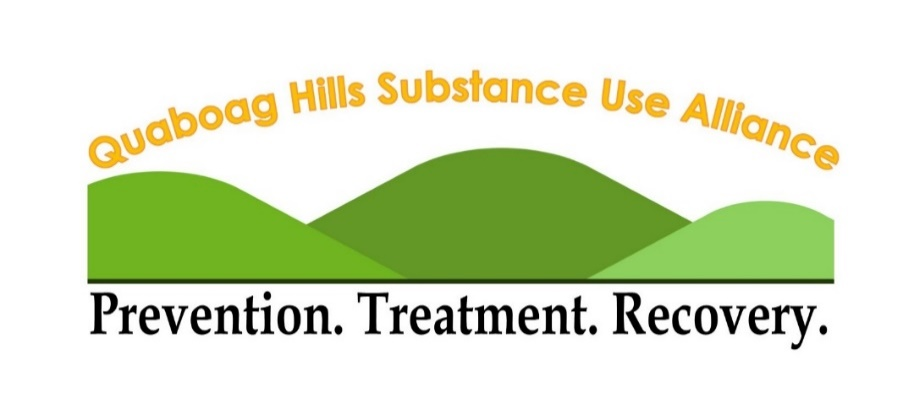 Quaboag Hills Substance Use Alliance
Prevention. Treatment. Recovery.